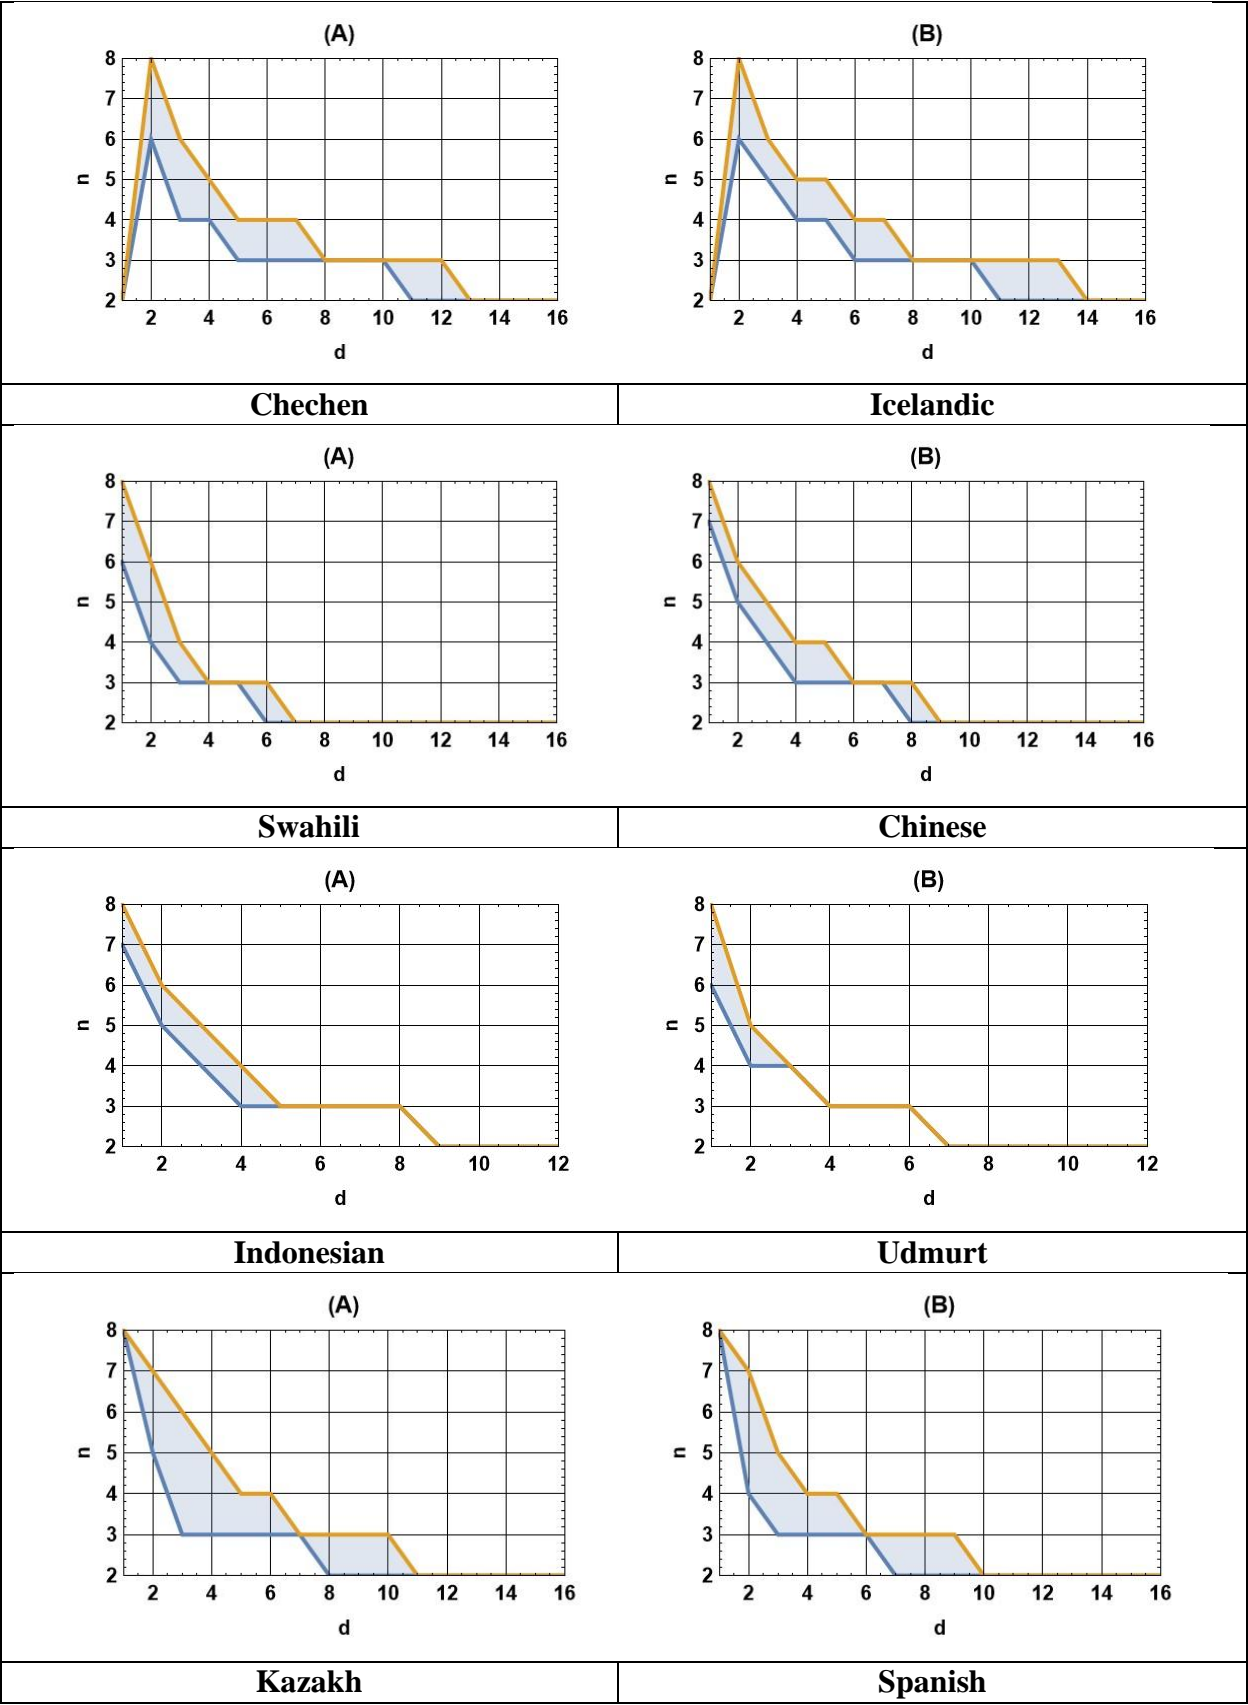 (A) (B)
8 8
7 7
6 6
n 5 n 5
4 4
3 3
2 2
2 4 6 8 10 12 14 16 2 4 6 8 10 12 14 16
d d
Chechen Icelandic
(A) (B)
8 8
7 7
6 6
n 5 n 5
4 4
3 3
2 2
2 4 6 8 10 12 14 16 2 4 6 8 10 12 14 16
d d
Swahili Chinese
(A) (B)
8 8
7 7
6 6
n 5 n 5
4 4
3 3
2 2
2 4 6 8 10 12 2 4 6 8 10 12
d d
Indonesian Udmurt
(A) (B)
8 8
7 7
6 6
n 5 n 5
4 4
3 3
2 2
2 4 6 8 10 12 14 16 2 4 6 8 10 12 14 16
d d
Kazakh Spanish